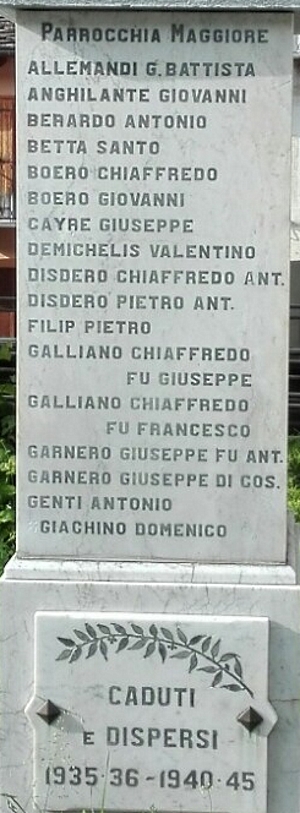 PARROCCHIA MAGGIORE
ALLEMANDI G. BATTISTA
ANGHILANTE GIOVANNI
BERARDO ANTONIO
BETTA SANTO
BOERO CHIAFFREDO
BOERO GIOVANNI
CAYRE GIUSEPPE
DEMICHELIS VALENTINO
DISDERO CHIAFFREDO ANT.
DISDERO PIETRO ANT.
FILIP PIETRO
GALLIANO CHIAFFREDO
FU GIUSEPPE
GALLIANO CHIAFFREDO
FU FRANCESCO
GARNERO GIUSEPPE FU ANT.
GARNERO GIUSEPPE DI COS.
GENTI ANTONIO
GIACHINO DOMENICO
CADUTI
E DISPERSI
1935·36-1940·45